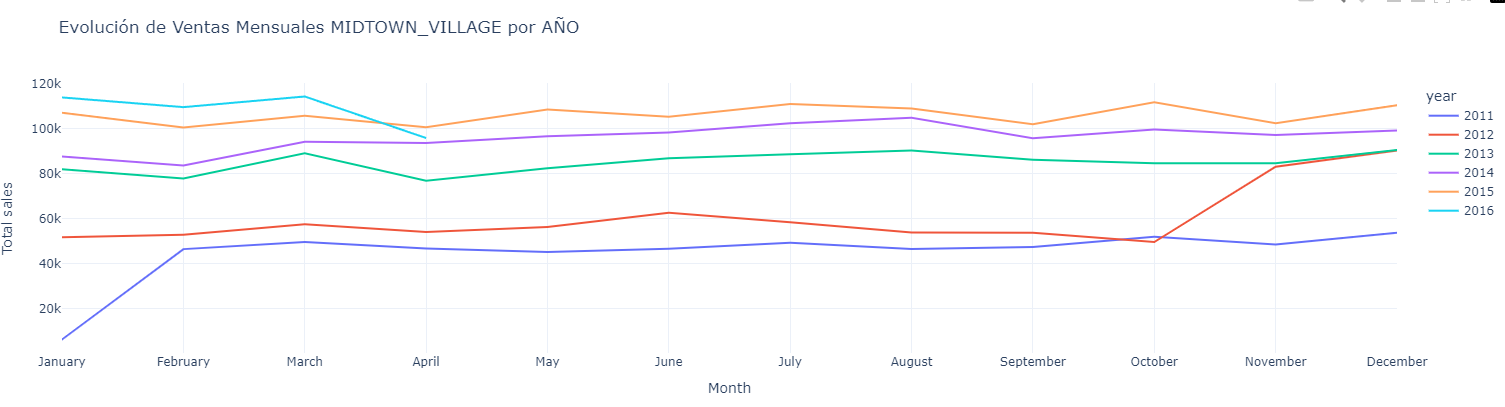 Evolución de Ventas Mensuales MIDTOWN_VILLAGE por AÑO
120k
100k
80k
60k
40k
20k
Total sales
January February March April May June July August September October November December
Month
year
2011
2012
2013
2014
2015
2016